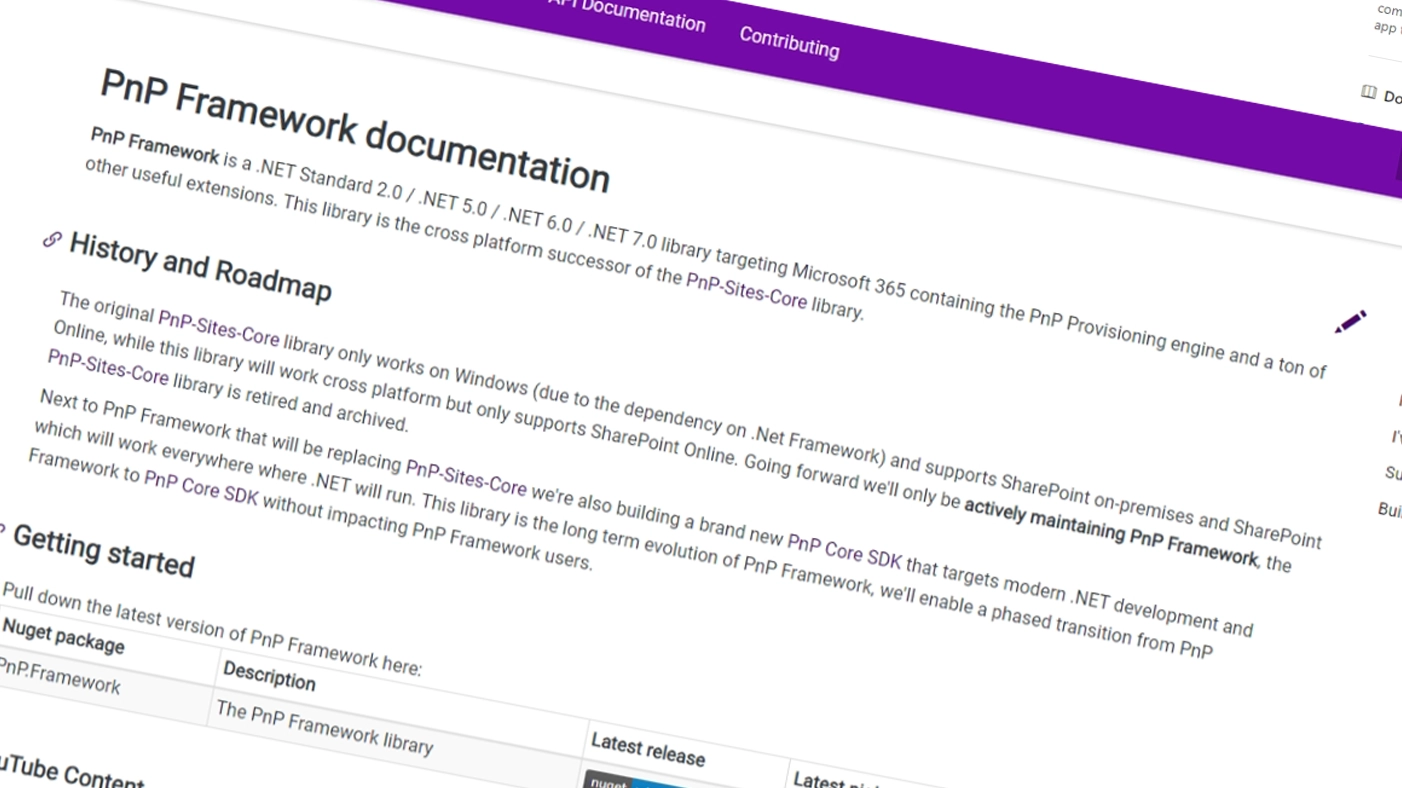 API Documentation Contributing
PnP Framework documentation
PnP Framework is a .NET Standard 2.0 / .NET 5.0 / .NET 6.0 / .NET 7.0 library targeting Microsoft 365 containing the PnP Provisioning engine and a ton of
other useful extensions. This library is the cross platform successor of the PnP-Sites-Core library.
History and Roadmap
The original PnP-Sites-Core library only works on Windows (due to the dependency on .Net Framework) and supports SharePoint on-premises and SharePoint
Online, while this library will work cross platform but only supports SharePoint Online. Going forward we'll only be actively maintaining PnP Framework, the
PnP-Sites-Core library is retired and archived.
Next to PnP Framework that will be replacing PnP-Sites-Core we're also building a brand new PnP Core SDK that targets modern .NET development and
which will work everywhere where .NET will run. This library is the long term evolution of PnP Framework, we'll enable a phased transition from PnP
Framework to PnP Core SDK without impacting PnP Framework users.
Getting started
Pull down the latest version of PnP Framework here:
Nuget package Description Latest release Latest
PnP.Framework The PnP Framework library nuget
Content
app